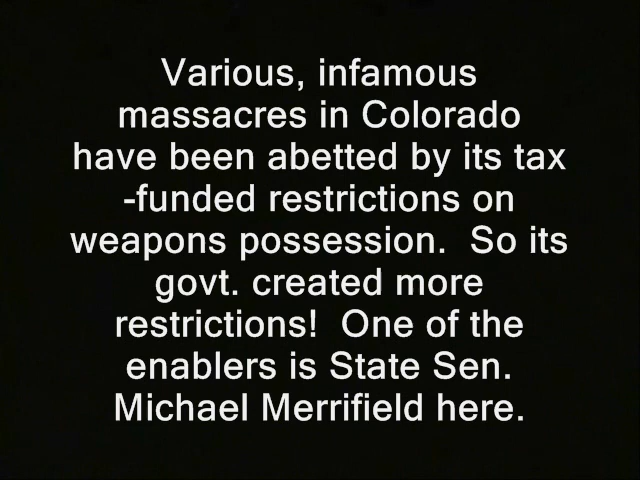 Various, infamous
massacres in Colorado
have been abetted by its tax
-funded restrictions on
weapons possession.  So its
govt. created more
restrictions!  One of the
enablers is State Sen.
Michael Merrifield here.